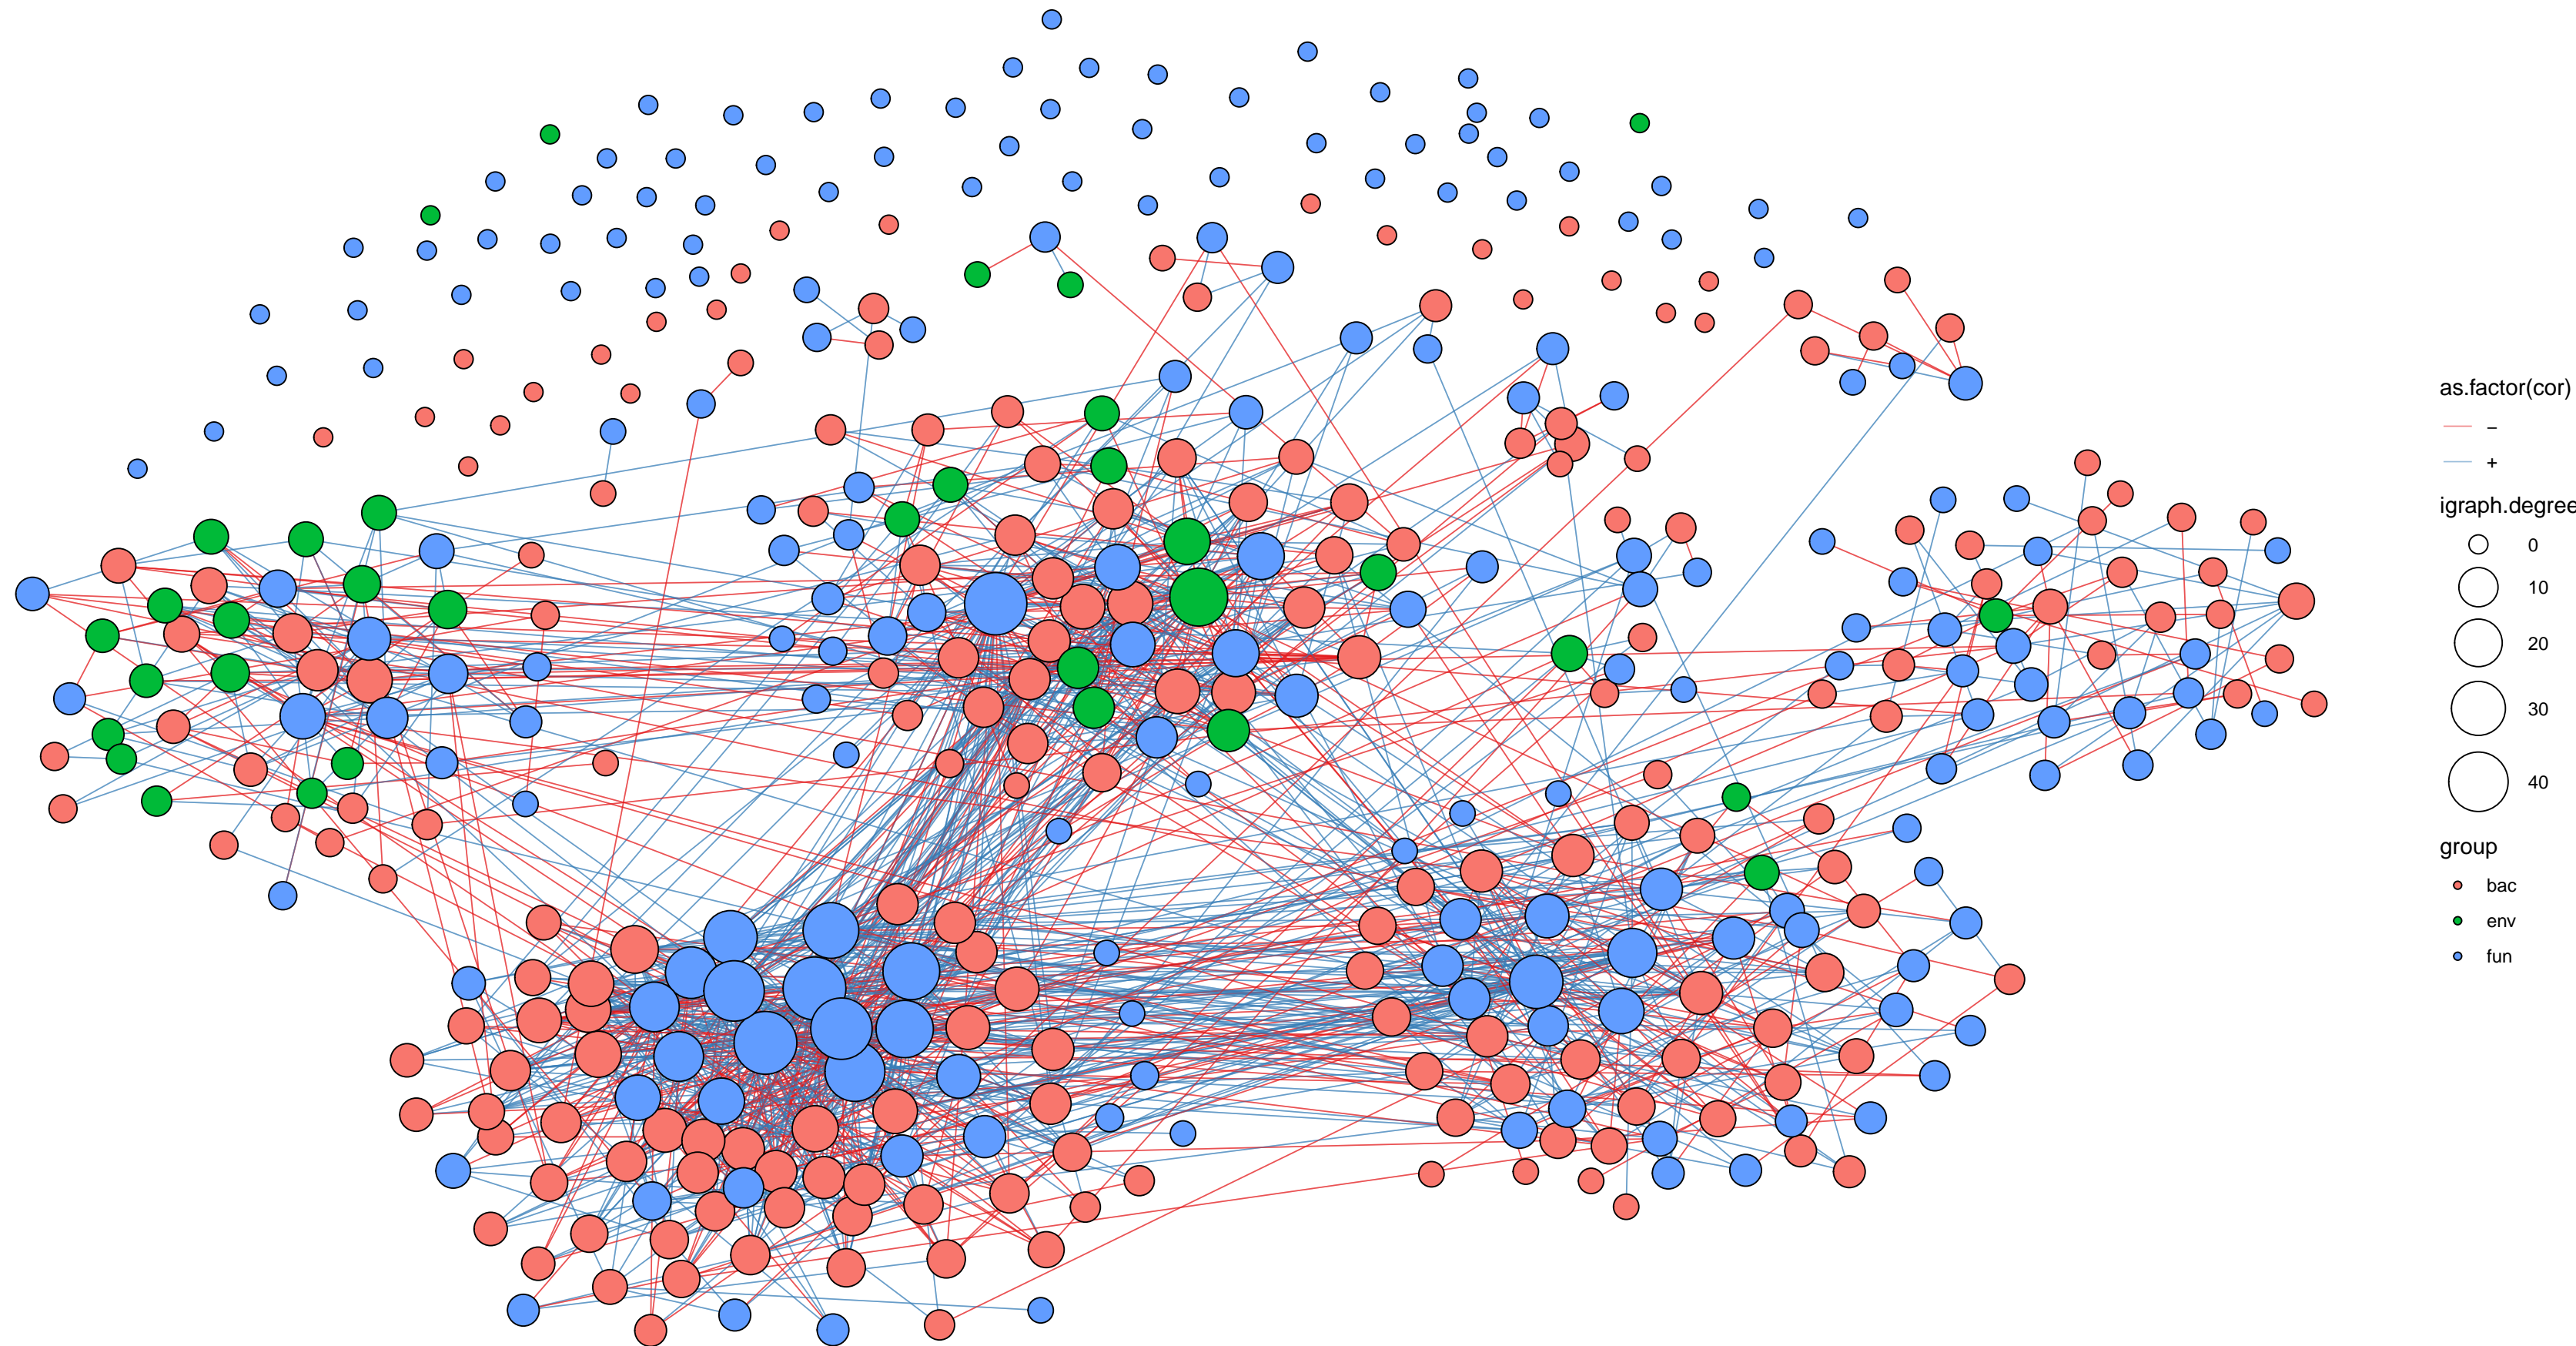 as.factor(cor)
−
+
igraph.degree
0
10
20
30
40
group
bac
env
fun